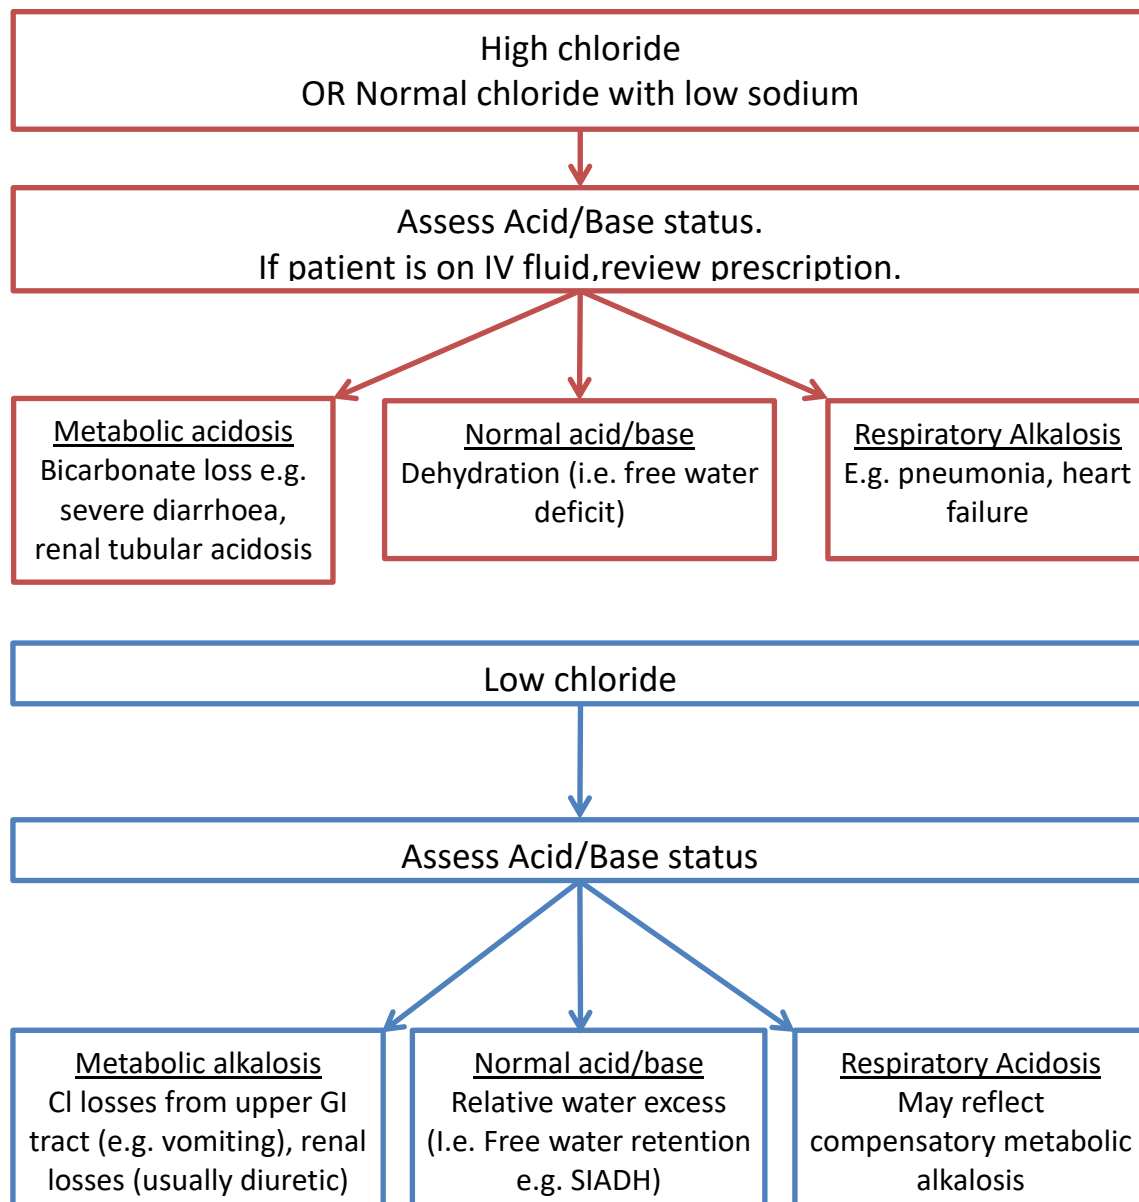 High chloride
OR Normal chloride with low sodium
Assess Acid/Base status.
If patient is on IV fluid,review prescription.
Metabolic acidosis
Bicarbonate loss e.g.
severe diarrhoea,
renal tubular acidosis
Normal acid/base
Dehydration (i.e. free water
deficit)
Respiratory Alkalosis
E.g. pneumonia, heart
failure
Low chloride
Assess Acid/Base status
Metabolic alkalosis
Cl losses from upper GI
tract (e.g. vomiting), renal
losses (usually diuretic)
Normal acid/base
Relative water excess
(I.e. Free water retention
e.g. SIADH)
Respiratory Acidosis
May reflect
compensatory metabolic
alkalosis